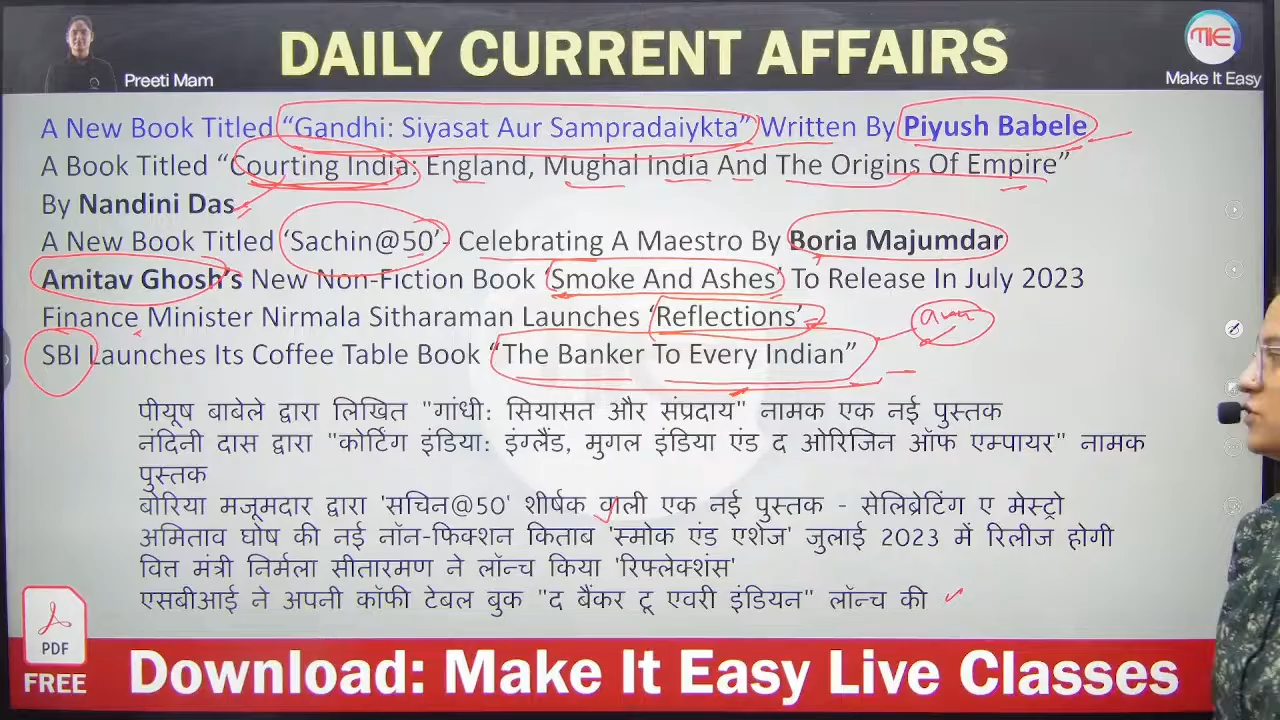 DAILY CURRENT AFFAIRS
Preeti Mam
Make It Easy
A New Book Titled “Gandhi: Siyasat Aur Sampradaiykta” Written By Piyush Babele
A Book Titled “Courting India: England, Mughal India And The Origins Of Empire”
By Nandini Das
A New Book Titled ‘Sachin@50’- Celebrating A Maestro By Boria Majumdar
Amitav Ghosh’s New Non-Fiction Book ‘Smoke And Ashes’ To Release In July 2023
Finance Minister Nirmala Sitharaman Launches ‘Reflections’
SBI Launches Its Coffee Table Book “The Banker To Every Indian”
पीयूष बाबेले द्वारा लिखित "गांधी: सियासत और संप्रदाय" नामक एक नई पुस्तक
नंदिनी दास द्वारा "कोर्टिंग इंडिया: इंग्लैंड, मुगल इंडिया एंड द ओरिजिन ऑफ एम्पायर" नामक
पुस्तक
बोरिया मजूमदार द्वारा 'सचिन@50' शीर्षक वाली एक नई पुस्तक - सेलिब्रेटिंग ए मेस्ट्रो
अमिताव घोष की नई नॉन-फिक्शन किताब 'स्मोक एंड एशेज' जुलाई 2023 में रिलीज होगी
वित्त मंत्री निर्मला सीतारमण ने लॉन्च किया 'रिफ्लेक्शंस'
एसबीआई ने अपनी कॉफी टेबल बुक "द बैंकर टू एवरी इंडियन" लॉन्च की
PDF
FREE
Download: Make It Easy Live Classes